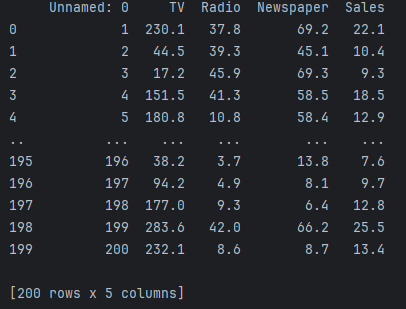 Unnamed: 0     TV  Radio  Newspaper  Sales
0             1  230.1   37.8       69.2   22.1
1             2   44.5   39.3       45.1   10.4
2             3   17.2   45.9       69.3    9.3
3             4  151.5   41.3       58.5   18.5
4             5  180.8   10.8       58.4   12.9
..          ...    ...    ...        ...    ...
195         196   38.2    3.7       13.8    7.6
196         197   94.2    4.9        8.1    9.7
197         198  177.0    9.3        6.4   12.8
198         199  283.6   42.0       66.2   25.5
199         200  232.1    8.6        8.7   13.4
[200 rows x 5 columns]